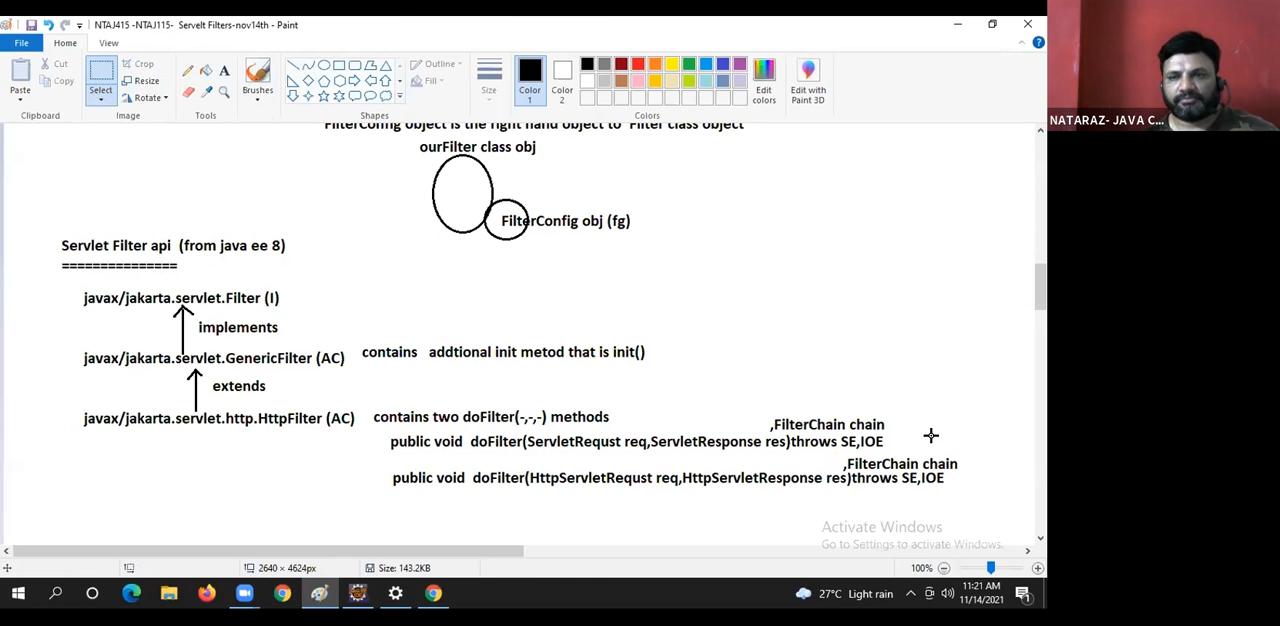 NTAJ415 -NTAJ115- Servelt Filters-nov14th - Paint
File Home View
Paste
Cut
Copy
Clipboard
Select
Crop
Resize
Rotate
Image
A
Tools
Brushes
Shapes
Outline
Fill
Size
Color
1
Color
2
Edit
colors
Colors
Edit with
Paint 3D
NATARAZ- JAVA C...
FilterConfig object is the right hand object to Filter class object
ourFilter class obj
FilterConfig obj (fg)
Servlet Filter api (from java ee 8)
===============
javax/jakarta.servlet.Filter (I)
implements
javax/jakarta.servlet.GenericFilter (AC) contains addtional init metod that is init()
extends
javax/jakarta.servlet.http.HttpFilter (AC) contains two doFilter(-,-,-) methods
,FilterChain chain
public void doFilter(ServletRequst req,ServletResponse res)throws SE,IOE
,FilterChain chain
public void doFilter(HttpServletRequst req,HttpServletResponse res)throws SE,IOE
Activate Windows
Go to Settings to activate Windows.
2640 × 4624px
Size: 143.2KB
100%
27°C Light rain
11:21 AM
11/14/2021
1